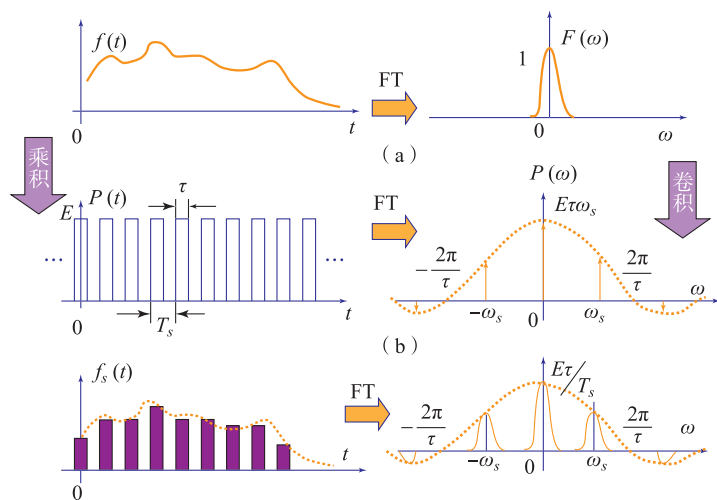 f(t)
F(ω)
1
FT
0
t
0
ω
(a)
乘积
卷积
E
P(t)
τ
FT
P(ω)
Eτω_s
...
...
-2π/τ
2π/τ
ω
T_s
t
0
-ω_s
0
ω_s
(b)
f_s(t)
FT
Eτ/T_s
-2π/τ
2π/τ
ω
0
t
-ω_s
0
ω_s